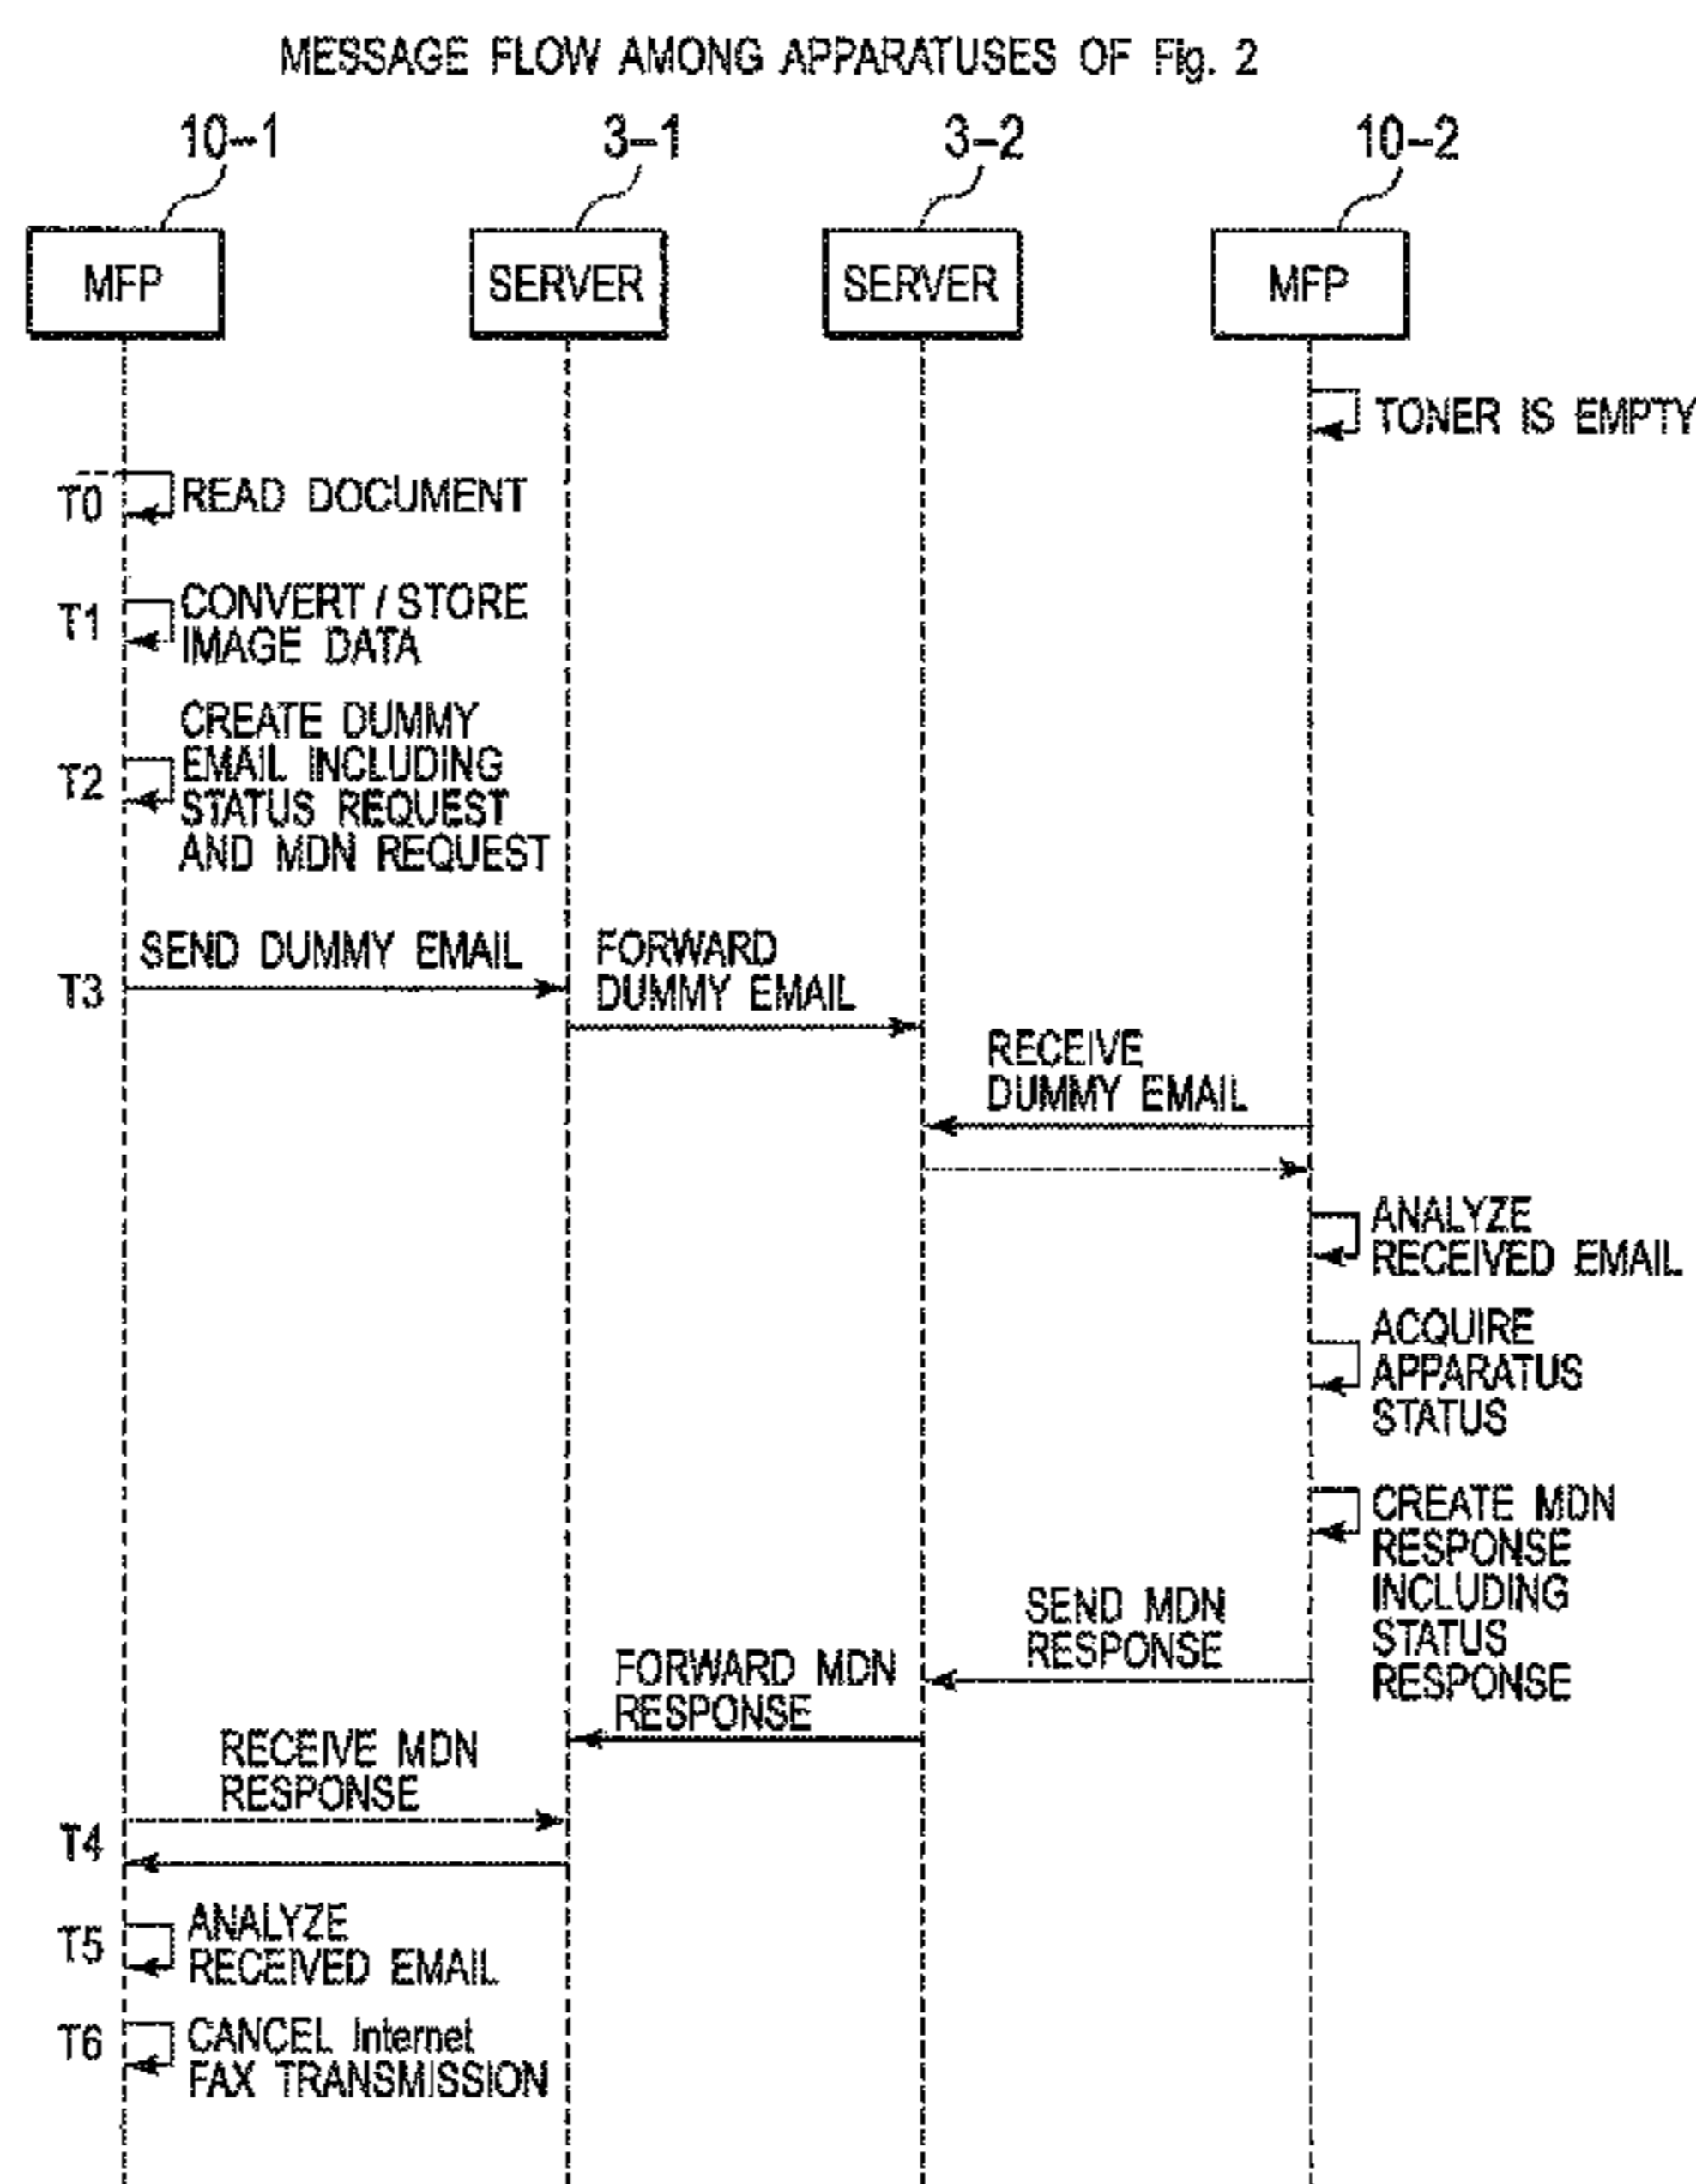 MESSAGE FLOW AMONG APPARATUSES OF Fig. 2
10-1
3-1
3-2
10-2
MFP
SERVER
SERVER
MFP
TONER IS EMPTY
T0
READ DOCUMENT
T1
CONVERT / STORE
IMAGE DATA
T2
CREATE DUMMY
EMAIL INCLUDING
STATUS REQUEST
AND MDN REQUEST
T3
SEND DUMMY EMAIL
FORWARD
DUMMY EMAIL
RECEIVE
DUMMY EMAIL
ANALYZE
RECEIVED EMAIL
ACQUIRE
APPARATUS
STATUS
CREATE MDN
RESPONSE
INCLUDING
STATUS
RESPONSE
SEND MDN
RESPONSE
FORWARD MDN
RESPONSE
RECEIVE MDN
RESPONSE
T4
T5
ANALYZE
RECEIVED EMAIL
T6
CANCEL Internet
FAX TRANSMISSION